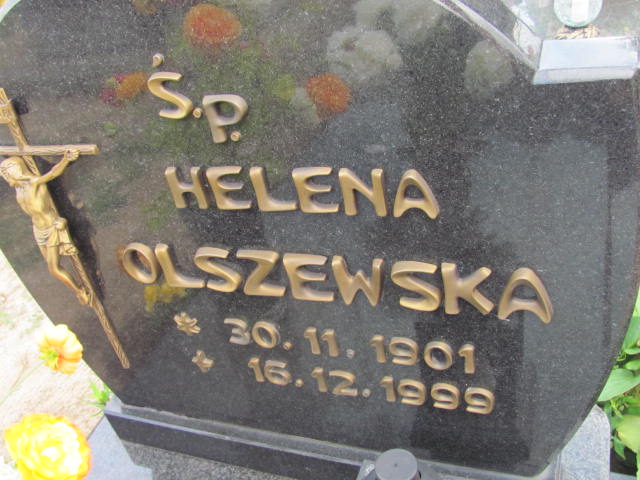 Ś.P.
HELENA
OLSZEWSKA
* 30.11.1901
+ 16.12.1999